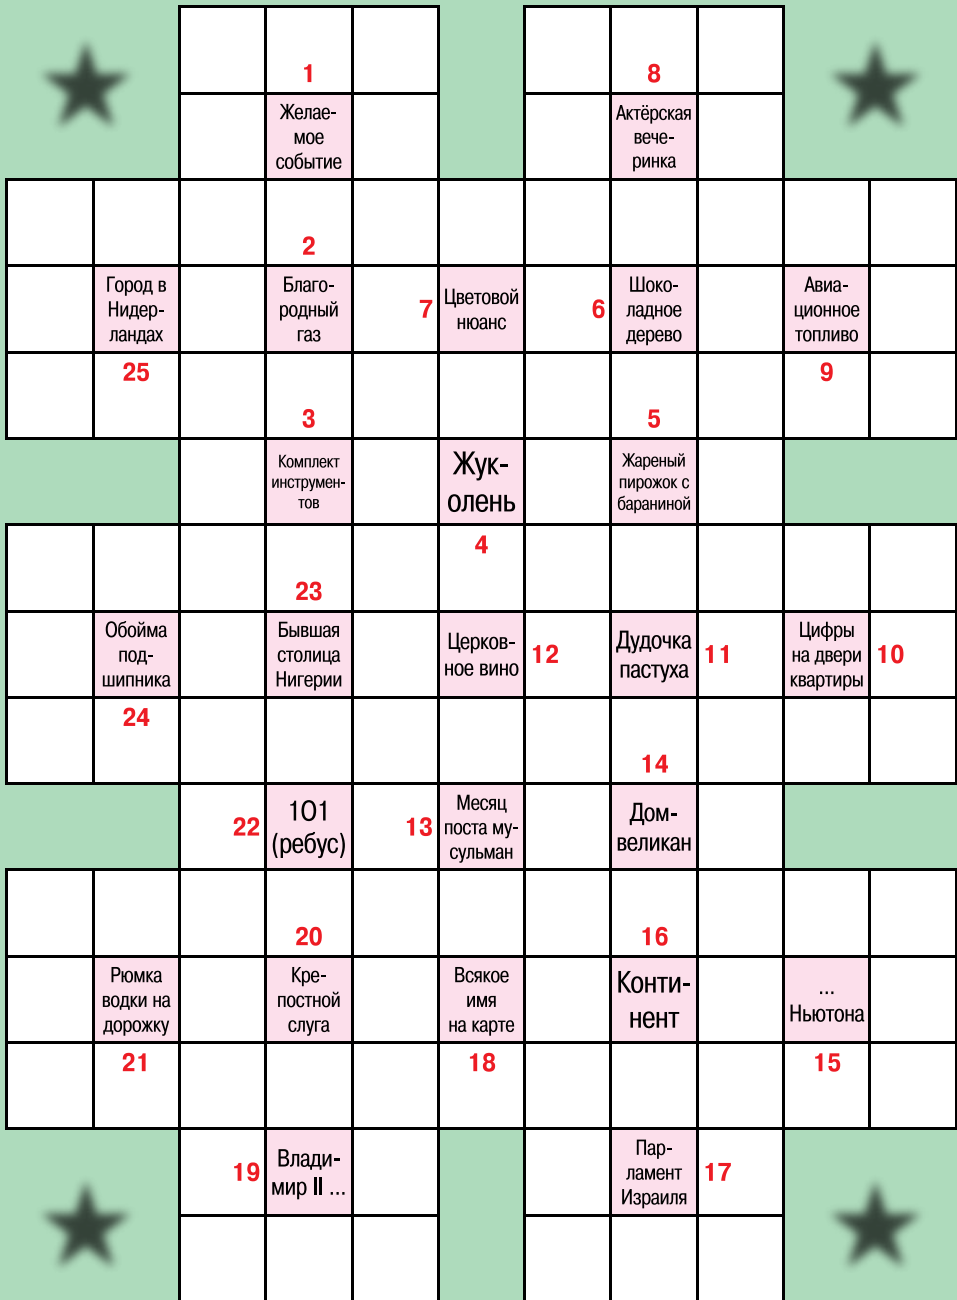 1
8
Желае-
мое
событие
Актёрская
вече-
ринка
2
Город в
Нидер-
ландах
Благо-
родный
газ
7
Цветовой
нюанс
6
Шоко-
ладное
дерево
Авиа-
ционное
топливо
25
9
3
5
Комплект
инструмен-
тов
Жук-
олень
Жареный
пирожок с
бараниной
4
23
Обойма
под-
шипника
Бывшая
столица
Нигерии
Церков-
ное вино
12
Дудочка
пастуха
11
Цифры
на двери
квартиры
10
24
14
22
1О1
(ребус)
13
Месяц
поста му-
сульман
Дом-
великан
20
16
Рюмка
водки на
дорожку
Кре-
постной
слуга
Всякое
имя
на карте
Конти-
нент
...
Ньютона
21
18
15
19
Влади-
мир II ...
Пар-
ламент
Израиля
17